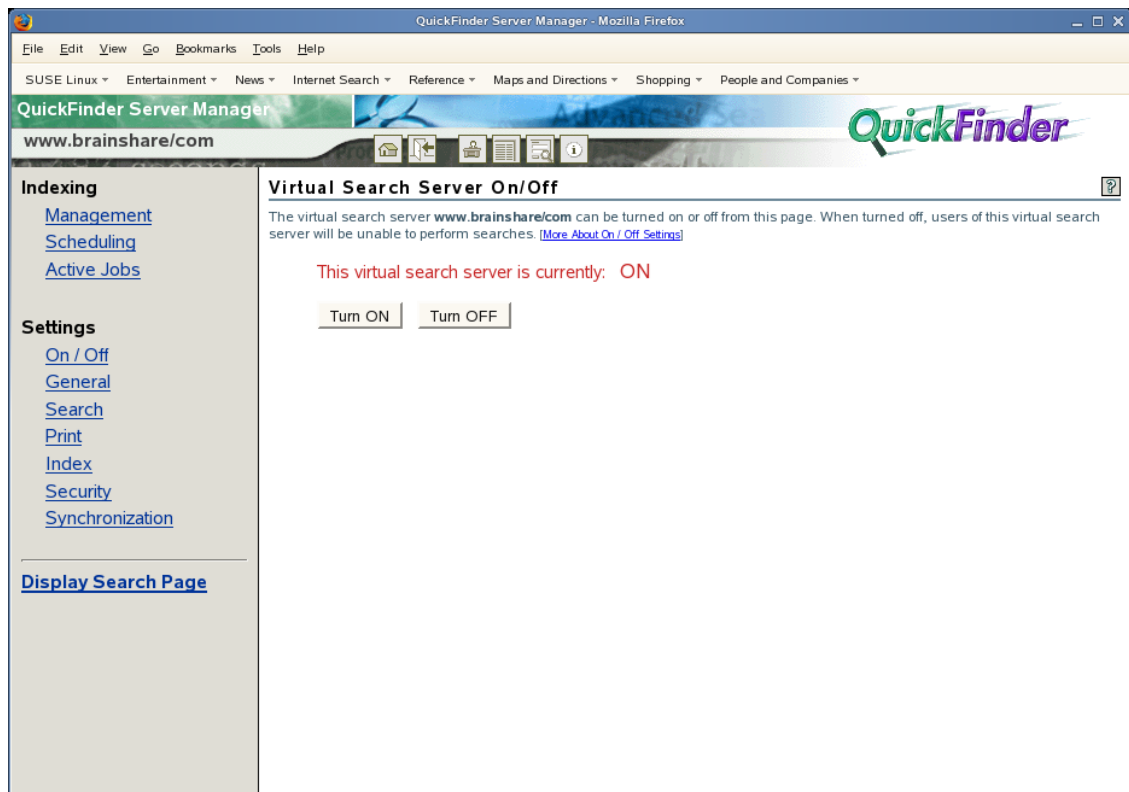 QuickFinder Server Manager - Mozilla Firefox
File Edit View Go Bookmarks Tools Help
SUSE Linux Entertainment News Internet Search Reference Maps and Directions Shopping People and Companies
QuickFinder Server Manager
www.brainshare/com
QuickFinder
Indexing
Management
Scheduling
Active Jobs
Settings
On / Off
General
Search
Print
Index
Security
Synchronization
Display Search Page
Virtual Search Server On/Off
?
The virtual search server www.brainshare/com can be turned on or off from this page. When turned off, users of this virtual search
server will be unable to perform searches. [More About On / Off Settings]
This virtual search server is currently: ON
Turn ON Turn OFF